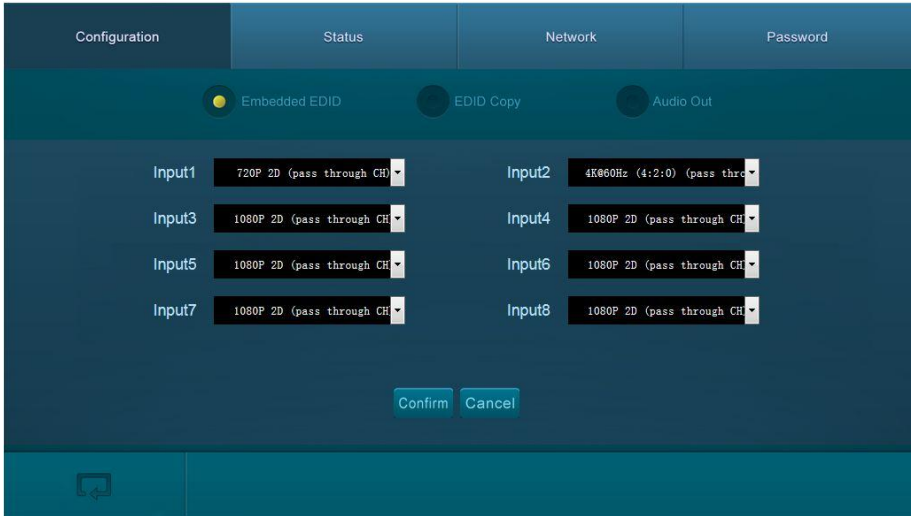 Configuration Status Network Password
Embedded EDID EDID Copy Audio Out
Input1 720P 2D (pass through CH) Input2 4K@60Hz (4:2:0) (pass thro
Input3 1080P 2D (pass through CH Input4 1080P 2D (pass through CH
Input5 1080P 2D (pass through CH Input6 1080P 2D (pass through CH
Input7 1080P 2D (pass through CH Input8 1080P 2D (pass through CH
Confirm Cancel